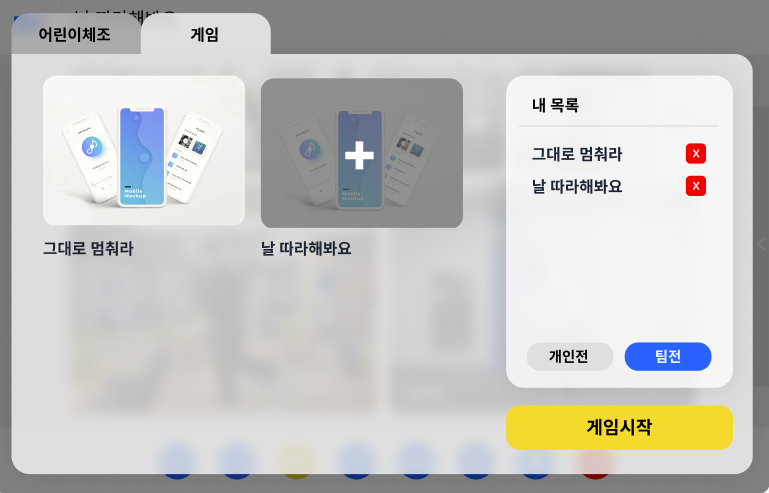 어린이체조
게임
그대로 멈춰라
날 따라해봐요
내 목록
그대로 멈춰라 X
날 따라해봐요 X
개인전
팀전
게임시작
Mobile
Mockup